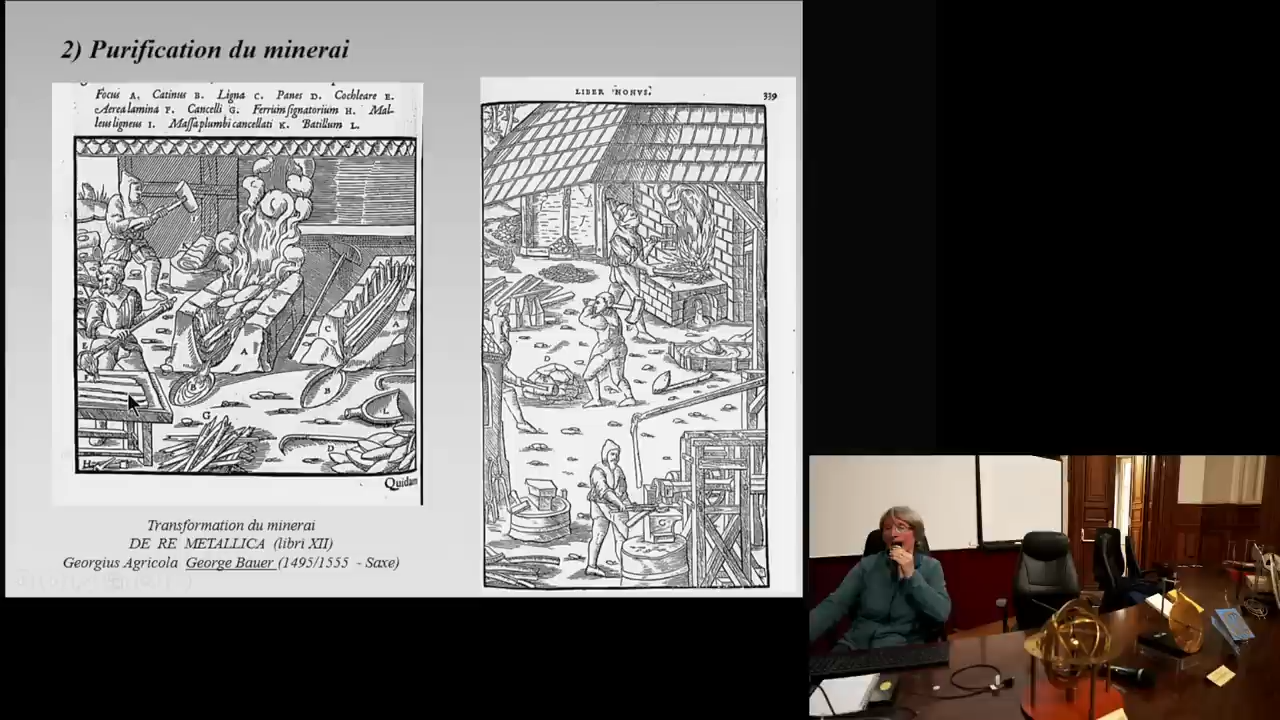 2) Purification du minerai
Focus A. Catinus B. Ligna C. Panes D. Cochleare E.
Aerea lamina F. Cancelli G. Ferrum signatorium H. Mal-
leus ligneus I. Massa plumbi cancellati K. Batillum L.
A
B
C
A
B
G
L
D
H
Quidam
LIBER NONVS.
339
D
Transformation du minerai
DE RE METALLICA (libri XII)
Georgius Agricola George Bauer (1495/1555 - Saxe)